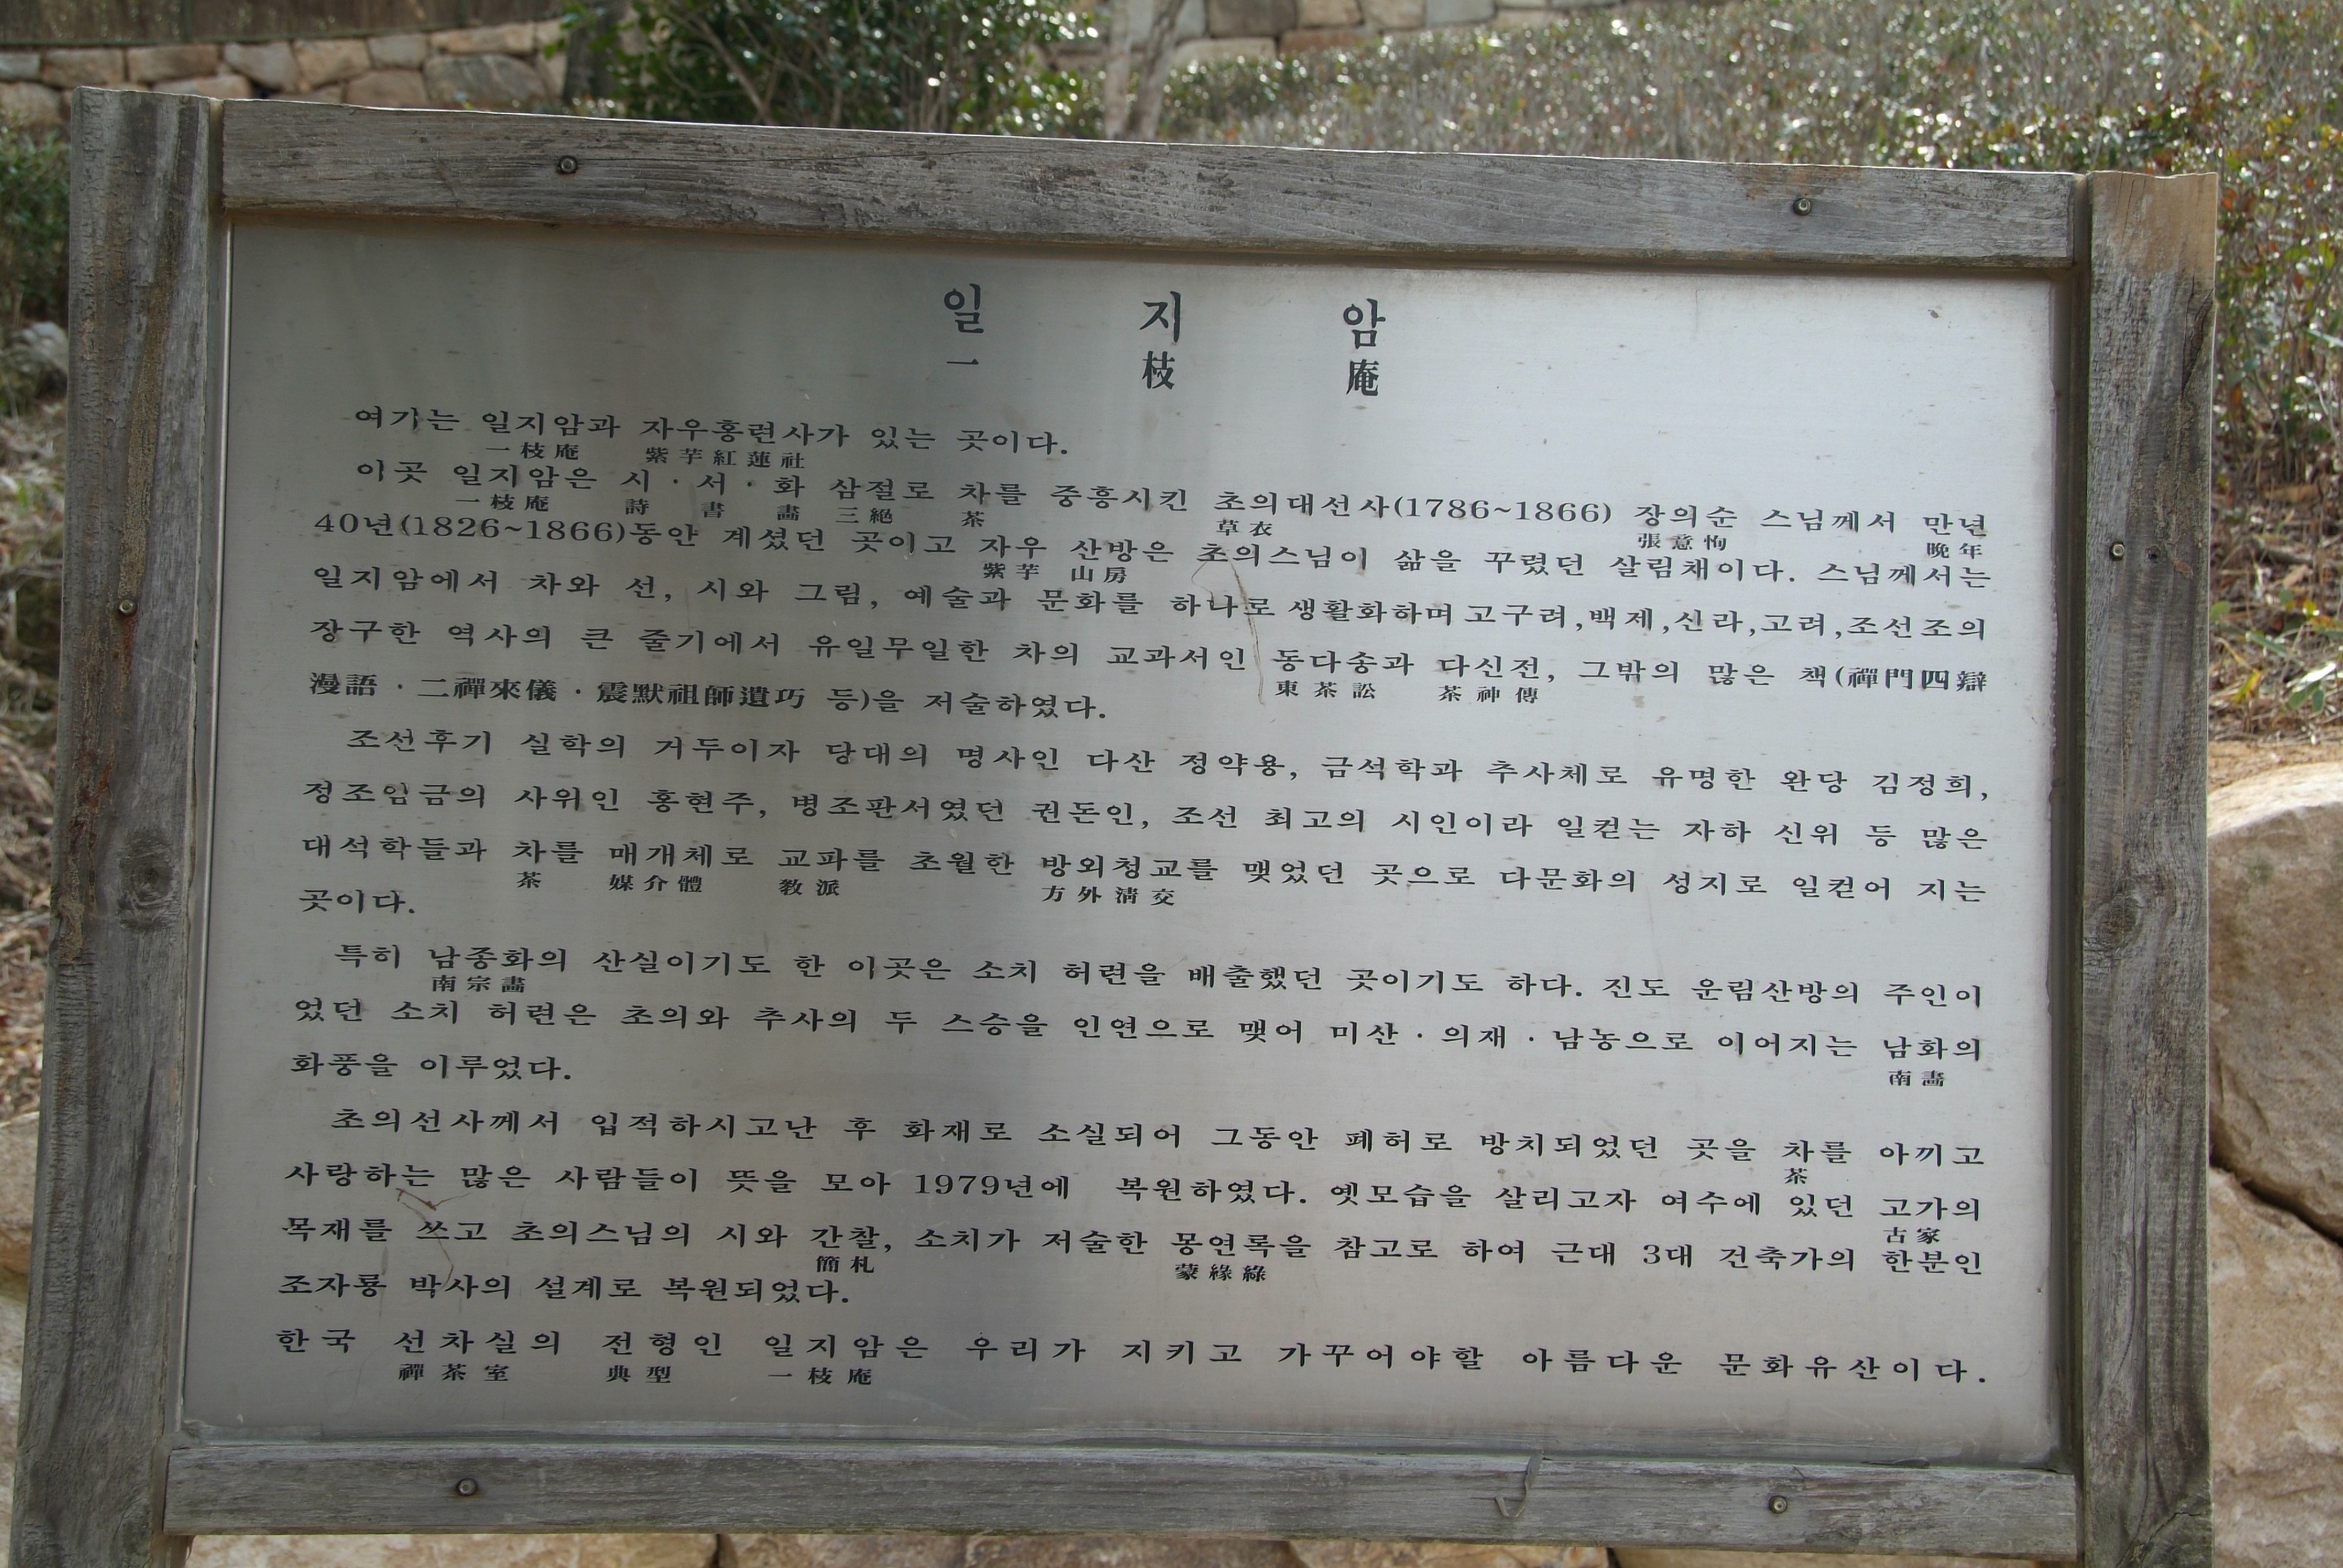 일 지 암
一 枝 庵
여기는 일지암과 자우홍련사가 있는 곳이다.
一枝庵 紫芋紅蓮社
이곳 일지암은 시·서·화 삼절로 차를 중흥시킨 초의대선사(1786~1866) 장의순 스님께서 만년
一枝庵 詩 書 畵 三絕 茶 草衣 張意恂 晩年
40년(1826~1866)동안 계셨던 곳이고 자우 산방은 초의스님이 삶을 꾸렸던 살림채이다. 스님께서는
紫芋 山房
일지암에서 차와 선, 시와 그림, 예술과 문화를 하나로 생활화하며 고구려,백제,신라,고려,조선조의
장구한 역사의 큰 줄기에서 유일무일한 차의 교과서인 동다송과 다신전, 그밖의 많은 책(禪門四辯
東茶訟 茶神傳
漫語·二禪來儀·震默祖師遺巧 등)을 저술하였다.
조선후기 실학의 거두이자 당대의 명사인 다산 정약용, 금석학과 추사체로 유명한 완당 김정희,
정조임금의 사위인 홍현주, 병조판서였던 권돈인, 조선 최고의 시인이라 일컫는 자하 신위 등 많은
대석학들과 차를 매개체로 교파를 초월한 방외청교를 맺었던 곳으로 다문화의 성지로 일컫어 지는
茶 媒介體 敎派 方外淸交
곳이다.
특히 남종화의 산실이기도 한 이곳은 소치 허련을 배출했던 곳이기도 하다. 진도 운림산방의 주인이
南宗畵
었던 소치 허련은 초의와 추사의 두 스승을 인연으로 맺어 미산·의재·남농으로 이어지는 남화의
南畵
화풍을 이루었다.
초의선사께서 입적하시고난 후 화재로 소실되어 그동안 폐허로 방치되었던 곳을 차를 아끼고
茶
사랑하는 많은 사람들이 뜻을 모아 1979년에 복원하였다. 옛모습을 살리고자 여수에 있던 고가의
古家
목재를 쓰고 초의스님의 시와 간찰, 소치가 저술한 몽연록을 참고로 하여 근대 3대 건축가의 한분인
簡札 蒙緣綠
조자룡 박사의 설계로 복원되었다.
한국 선차실의 전형인 일지암은 우리가 지키고 가꾸어야할 아름다운 문화유산이다.
禪茶室 典型 一枝庵